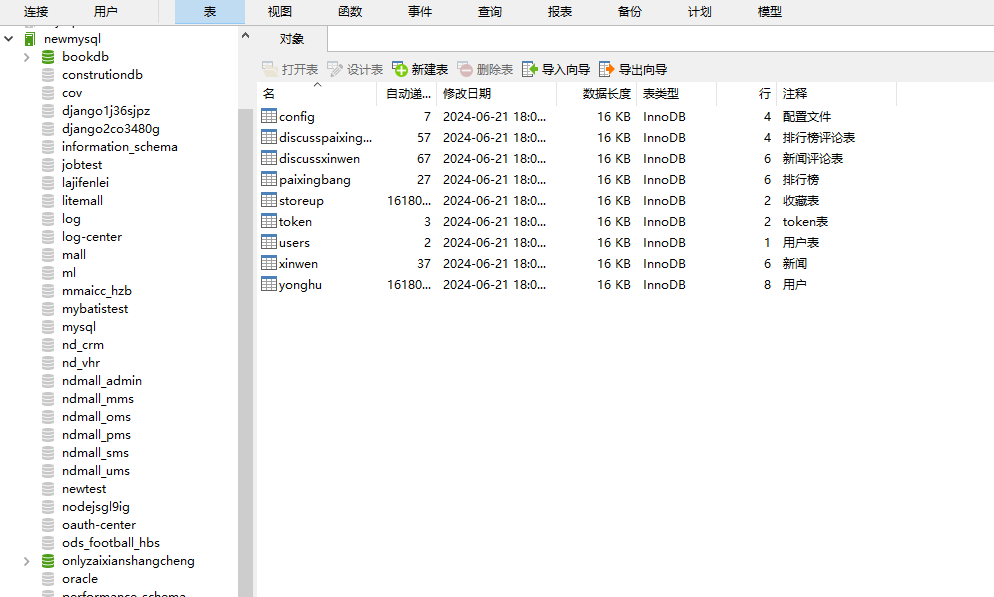 连接 用户 表 视图 函数 事件 查询 报表 备份 计划 模型
newmysql
bookdb
construtiondb
cov
django1j36sjpz
django2co3480g
information_schema
jobtest
lajifenlei
litemall
log
log-center
mall
ml
mmaicc_hzb
mybatistest
mysql
nd_crm
nd_vhr
ndmall_admin
ndmall_mms
ndmall_oms
ndmall_pms
ndmall_sms
ndmall_ums
newtest
nodejsgl9ig
oauth-center
ods_football_hbs
onlyzaixianshangcheng
oracle
performance_schema
对象
打开表 设计表 新建表 删除表 导入向导 导出向导
名 自动递... 修改日期 数据长度 表类型 行 注释
config 7 2024-06-21 18:0... 16 KB InnoDB 4 配置文件
discusspaixing... 57 2024-06-21 18:0... 16 KB InnoDB 4 排行榜评论表
discussxinwen 67 2024-06-21 18:0... 16 KB InnoDB 6 新闻评论表
paixingbang 27 2024-06-21 18:0... 16 KB InnoDB 6 排行榜
storeup 16180... 2024-06-21 18:0... 16 KB InnoDB 2 收藏表
token 3 2024-06-21 18:0... 16 KB InnoDB 2 token表
users 2 2024-06-21 18:0... 16 KB InnoDB 1 用户表
xinwen 37 2024-06-21 18:0... 16 KB InnoDB 6 新闻
yonghu 16180... 2024-06-21 18:0... 16 KB InnoDB 8 用户